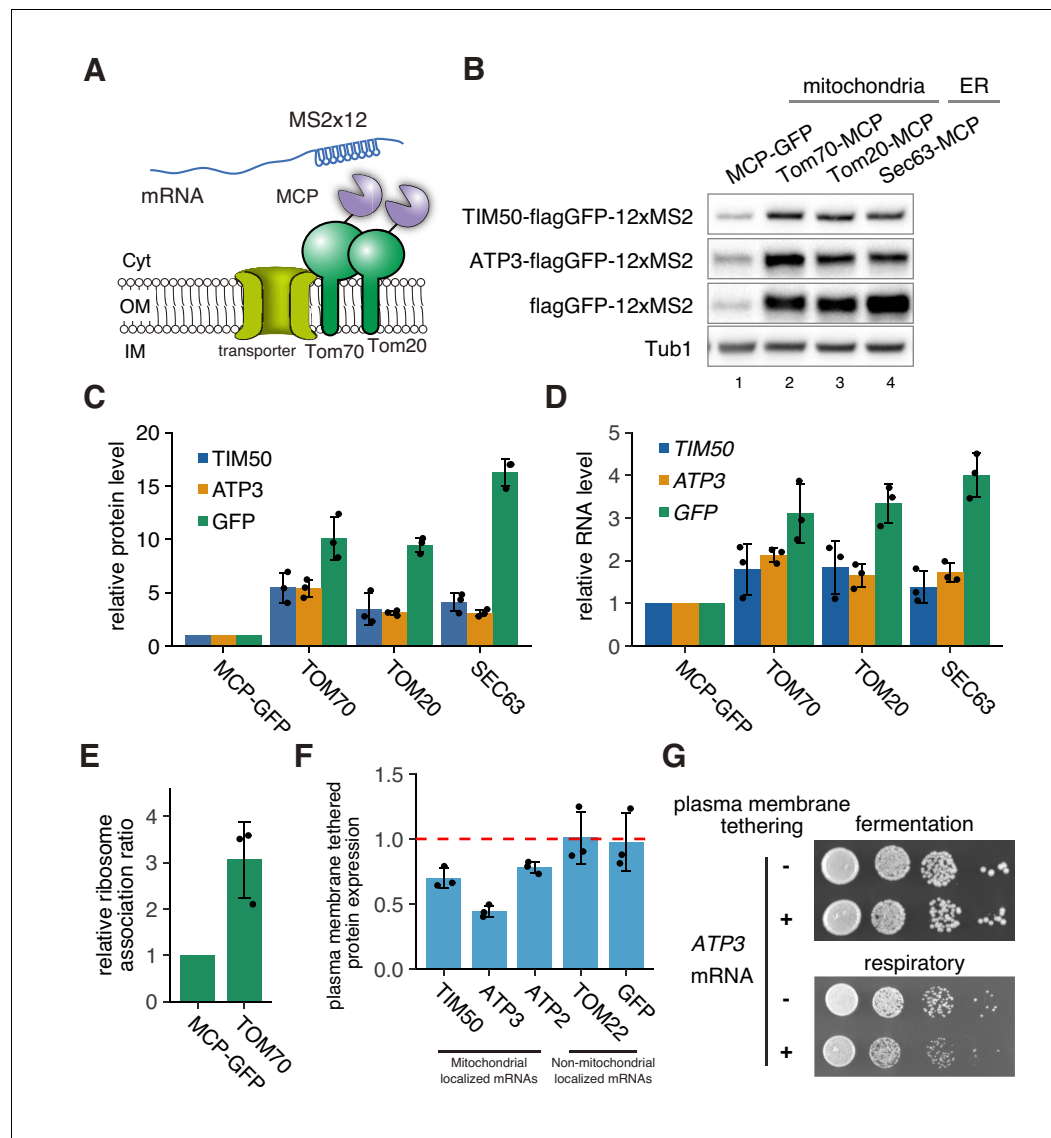 A
MS2x12
mRNA
MCP
Cyt
OM
IM
transporter
Tom70
Tom20
B
mitochondria
ER
MCP-GFP
Tom70-MCP
Tom20-MCP
Sec63-MCP
TIM50-flagGFP-12xMS2
ATP3-flagGFP-12xMS2
flagGFP-12xMS2
Tub1
1 2 3 4
C
relative protein level
20
15
10
5
0
TIM50
ATP3
GFP
MCP-GFP
TOM70
TOM20
SEC63
D
relative RNA level
5
4
3
2
1
0
TIM50
ATP3
GFP
MCP-GFP
TOM70
TOM20
SEC63
E
relative ribosome
association ratio
4
3
2
1
0
MCP-GFP
TOM70
F
plasma membrane tethered
protein expression
1.5
1.0
0.5
0.0
TIM50
ATP3
ATP2
TOM22
GFP
Mitochondrial
localized mRNAs
Non-mitochondrial
localized mRNAs
G
plasma membrane
tethering
fermentation
-
+
ATP3
mRNA
respiratory
-
+